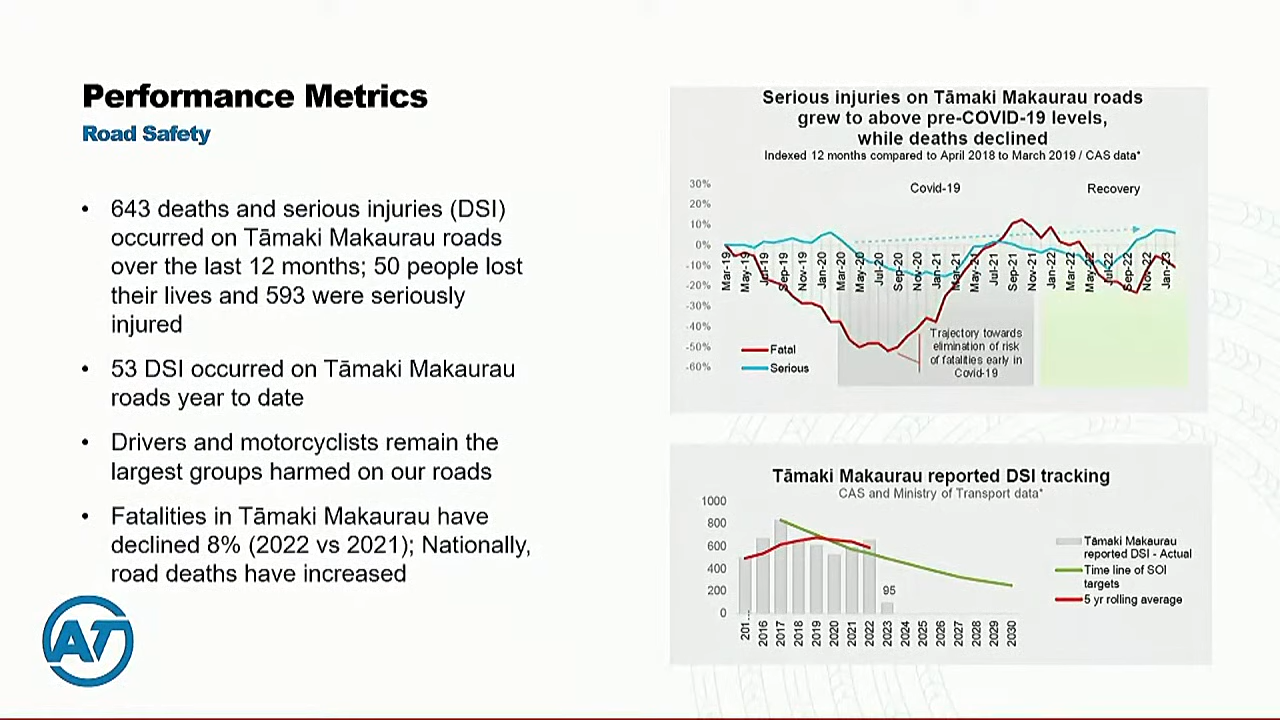 Performance Metrics
Road Safety
• 643 deaths and serious injuries (DSI)
occurred on Tāmaki Makaurau roads
over the last 12 months; 50 people lost
their lives and 593 were seriously
injured
• 53 DSI occurred on Tāmaki Makaurau
roads year to date
• Drivers and motorcyclists remain the
largest groups harmed on our roads
• Fatalities in Tāmaki Makaurau have
declined 8% (2022 vs 2021); Nationally,
road deaths have increased
AT
Serious injuries on Tāmaki Makaurau roads
grew to above pre-COVID-19 levels,
while deaths declined
Indexed 12 months compared to April 2018 to March 2019 / CAS data*
Covid-19
Recovery
30%
20%
10%
0%
-10%
-20%
-30%
-40%
-50%
-60%
Mar-19
May-19
Jul-19
Sep-19
Nov-19
Jan-20
Mar-20
May-20
Jul-20
Sep-20
Nov-20
Jan-21
Mar-21
May-21
Jul-21
Sep-21
Nov-21
Jan-22
Mar-22
May-22
Jul-22
Sep-22
Nov-22
Jan-23
Fatal
Serious
Trajectory towards
elimination of risk
of fatalities early in
Covid-19
Tāmaki Makaurau reported DSI tracking
CAS and Ministry of Transport data*
1000
800
600
400
200
0
95
201...
2016
2017
2018
2019
2020
2021
2022
2023
2024
2025
2026
2027
2028
2029
2030
Tāmaki Makaurau
reported DSI - Actual
Time line of SOI
targets
5 yr rolling average